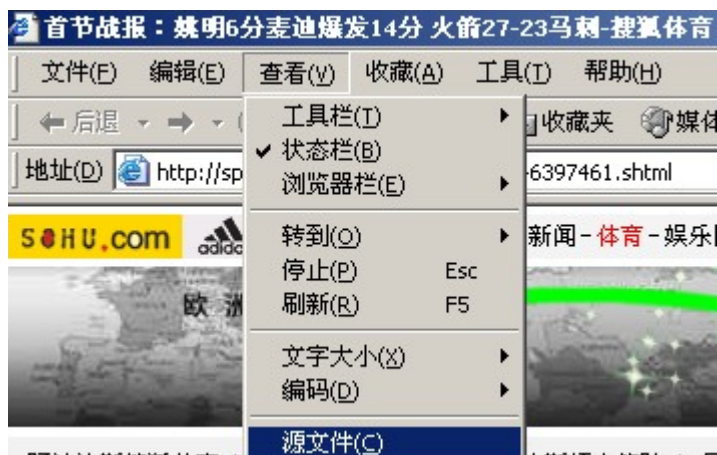 首节战报：姚明6分麦迪爆发14分 火箭27-23马刺-搜狐体育
文件(F) 编辑(E) 查看(V) 收藏(A) 工具(T) 帮助(H)
后退 收藏夹 媒体
地址(D) http://sp -6397461.shtml
工具栏(T)
状态栏(B)
浏览器栏(E)
SOHU.com adidas 新闻-体育-娱乐
转到(O)
停止(P) Esc
欧洲
刷新(R) F5
文字大小(X)
编码(D)
源文件(C)